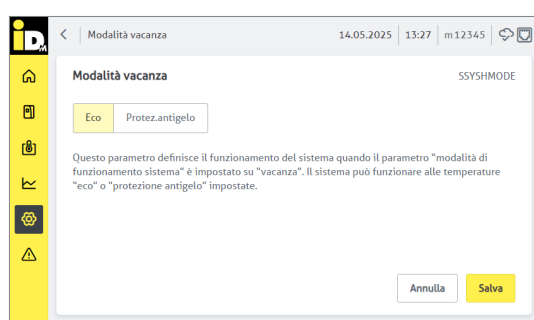 iDM
Modalità vacanza 14.05.2025 13:27 m12345
Modalità vacanza SSYSHMODE
Eco Protez.antigelo
Questo parametro definisce il funzionamento del sistema quando il parametro "modalità di
funzionamento sistema" è impostato su "vacanza". Il sistema può funzionare alle temperature
"eco" o "protezione antigelo" impostate.
Annulla Salva